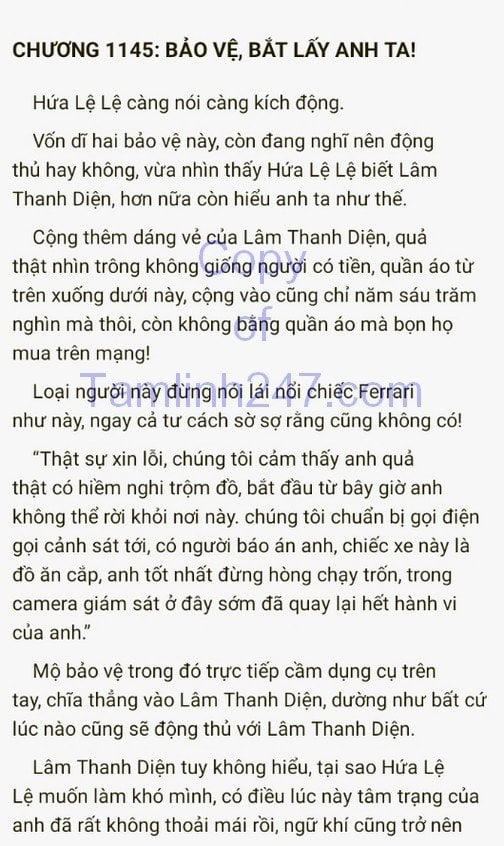 CHƯƠNG 1145: BẢO VỆ, BẮT LẤY ANH TA!
Hứa Lệ Lệ càng nói càng kích động.
Vốn dĩ hai bảo vệ này, còn đang nghĩ nên động
thủ hay không, vừa nhìn thấy Hứa Lệ Lệ biết Lâm
Thanh Diện, hơn nữa còn hiểu anh ta như thế.
Cộng thêm dáng vẻ của Lâm Thanh Diện, quả
thật nhìn trông không giống người có tiền, quần áo từ
trên xuống dưới này, cộng vào cũng chỉ năm sáu trăm
nghìn mà thôi, còn không bằng quần áo mà bọn họ
mua trên mạng!
Loại người này đừng nói lái nổi chiếc Ferrari
như này, ngay cả tư cách sờ sợ rằng cũng không có!
“Thật sự xin lỗi, chúng tôi cảm thấy anh quả
thật có hiềm nghi trộm đồ, bắt đầu từ bây giờ anh
không thể rời khỏi nơi này. chúng tôi chuẩn bị gọi điện
gọi cảnh sát tới, có người báo án anh, chiếc xe này là
đồ ăn cắp, anh tốt nhất đừng hòng chạy trốn, trong
camera giám sát ở đây sớm đã quay lại hết hành vi
của anh.”
Mộ bảo vệ trong đó trực tiếp cầm dụng cụ trên
tay, chĩa thẳng vào Lâm Thanh Diện, dường như bất cứ
lúc nào cũng sẽ động thủ với Lâm Thanh Diện.
Lâm Thanh Diện tuy không hiểu, tại sao Hứa Lệ
Lệ muốn làm khó mình, có điều lúc này tâm trạng của
anh đã rất không thoải mái rồi, ngữ khí cũng trở nên
Copy
of
Tamlinh247.com